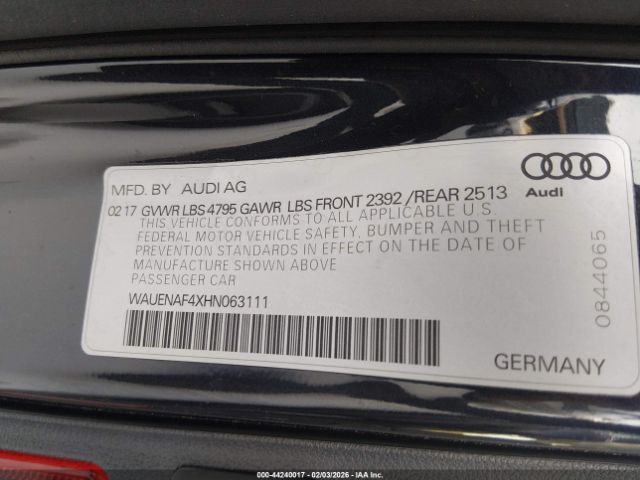 MFD. BY AUDI AG
02 17 GVWR LBS 4795 GAWR LBS FRONT 2392 /REAR 2513
THIS VEHICLE CONFORMS TO ALL APPLICABLE U.S.
FEDERAL MOTOR VEHICLE SAFETY, BUMPER AND THEFT
PREVENTION STANDARDS IN EFFECT ON THE DATE OF
MANUFACTURE SHOWN ABOVE
PASSENGER CAR
WAUENAF4XHN063111
Audi
0844065
GERMANY
000-44240017 - 02/03/2026 - IAAI.COM